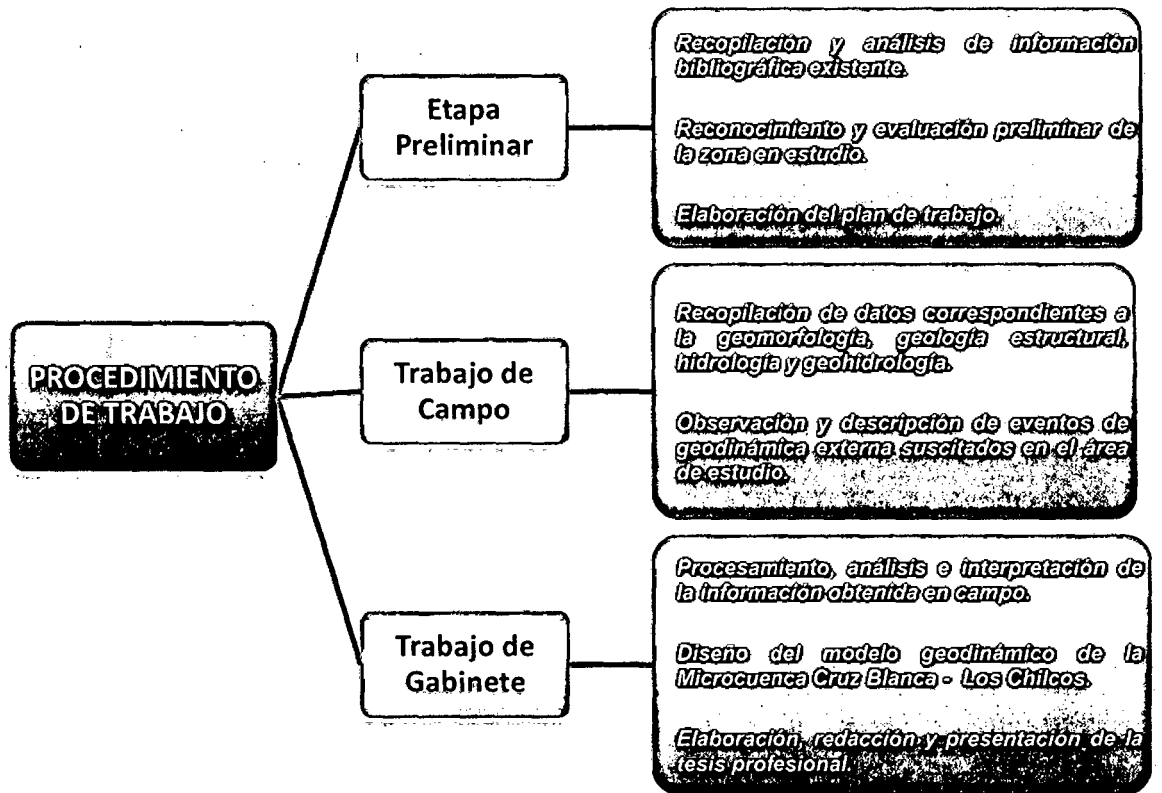 PROCEDIMIENTO
DE TRABAJO
Etapa
Preliminar
Recopilación y análisis de información
bibliográfica existente.
Reconocimiento y evaluación preliminar de
la zona en estudio.
Elaboración del plan de trabajo.
Trabajo de
Campo
Recopilación de datos correspondientes a
la geomorfología, geología estructural,
hidrología y geohidrología.
Observación y descripción de eventos de
geodinámica externa suscitados en el área
de estudio.
Trabajo de
Gabinete
Procesamiento, análisis e interpretación de
la información obtenida en campo.
Diseño del modelo geodinámico de la
Microcuenca Cruz Blanca - Los Chilcos.
Elaboración, redacción y presentación de la
tesis profesional.